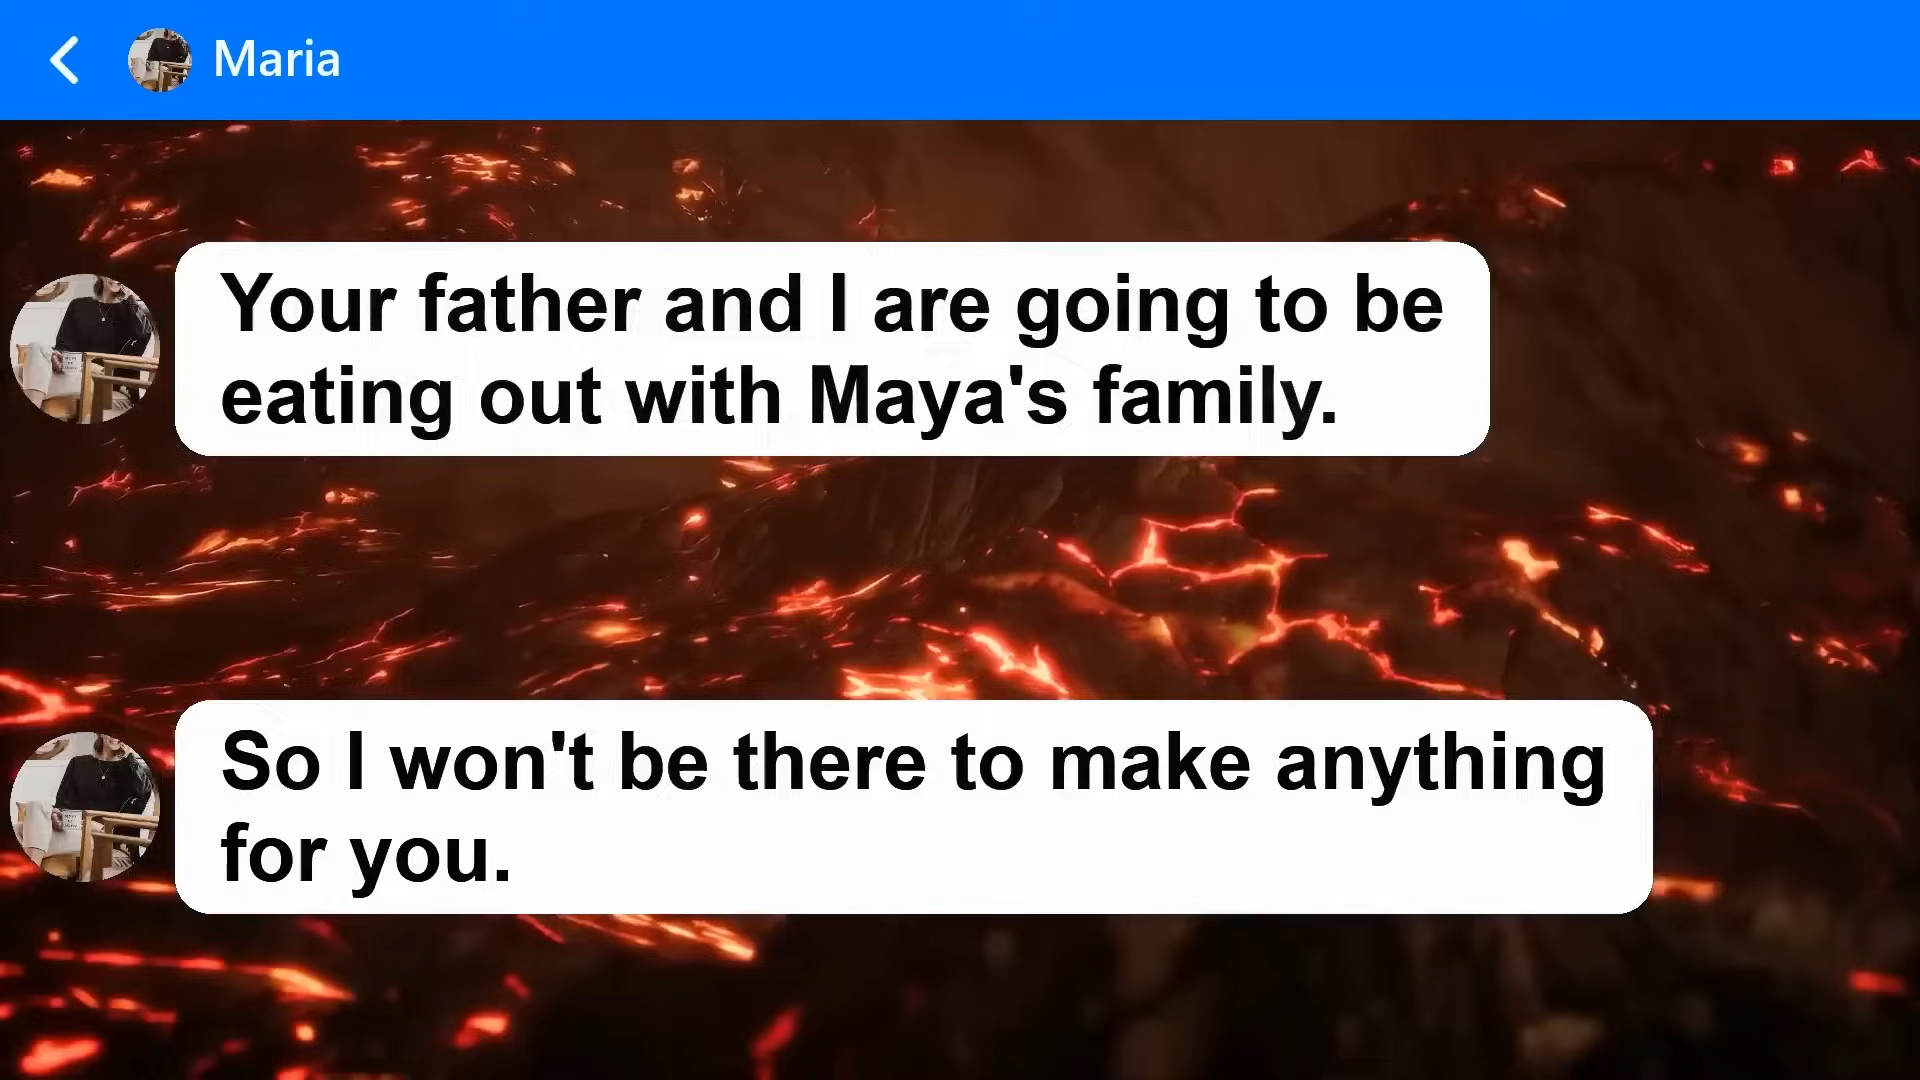 Maria
Your father and I are going to be
eating out with Maya's family.
So I won't be there to make anything
for you.